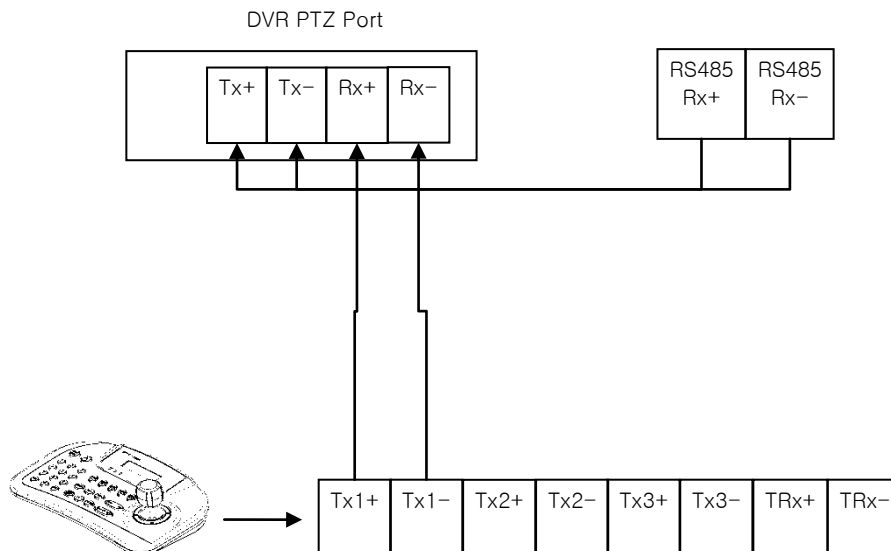 DVR PTZ Port
Tx+ Tx- Rx+ Rx-
RS485 RS485
Rx+ Rx-
Tx1+ Tx1- Tx2+ Tx2- Tx3+ Tx3- TRx+ TRx-